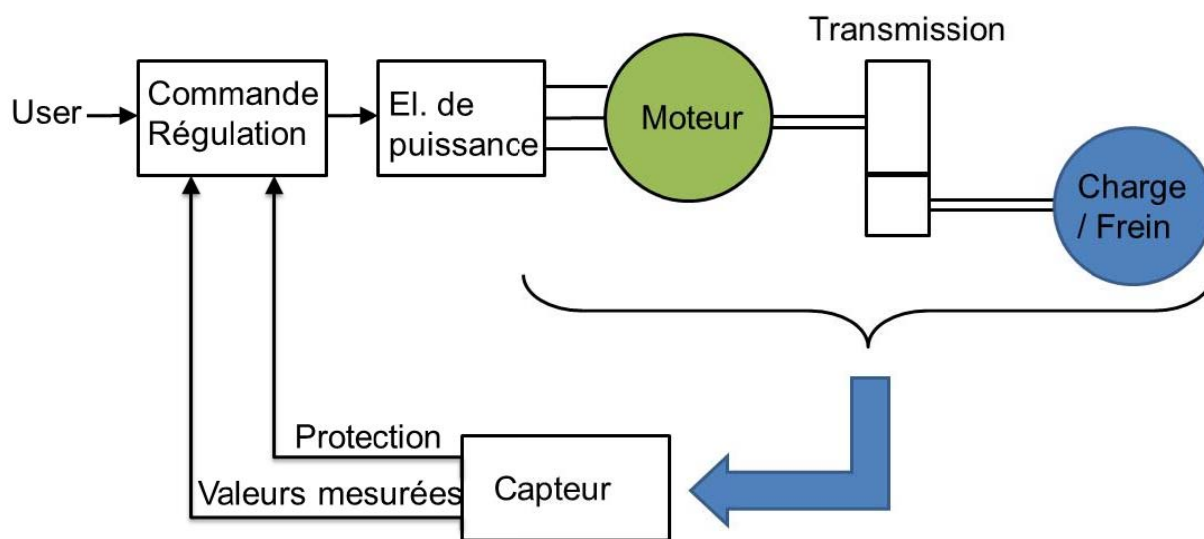 Transmission
User
Commande
Régulation
El. de
puissance
Moteur
Charge
/ Frein
Protection
Valeurs mesurées
Capteur